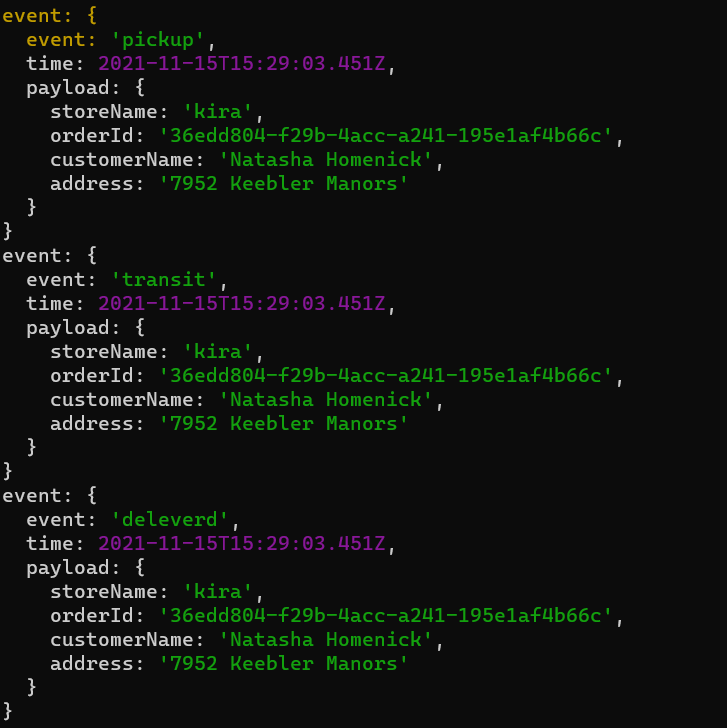 event: {
  event: 'pickup',
  time: 2021-11-15T15:29:03.451Z,
  payload: {
    storeName: 'kira',
    orderId: '36edd804-f29b-4acc-a241-195e1af4b66c',
    customerName: 'Natasha Homenick',
    address: '7952 Keebler Manors'
  }
}
event: {
  event: 'transit',
  time: 2021-11-15T15:29:03.451Z,
  payload: {
    storeName: 'kira',
    orderId: '36edd804-f29b-4acc-a241-195e1af4b66c',
    customerName: 'Natasha Homenick',
    address: '7952 Keebler Manors'
  }
}
event: {
  event: 'deleverd',
  time: 2021-11-15T15:29:03.451Z,
  payload: {
    storeName: 'kira',
    orderId: '36edd804-f29b-4acc-a241-195e1af4b66c',
    customerName: 'Natasha Homenick',
    address: '7952 Keebler Manors'
  }
}